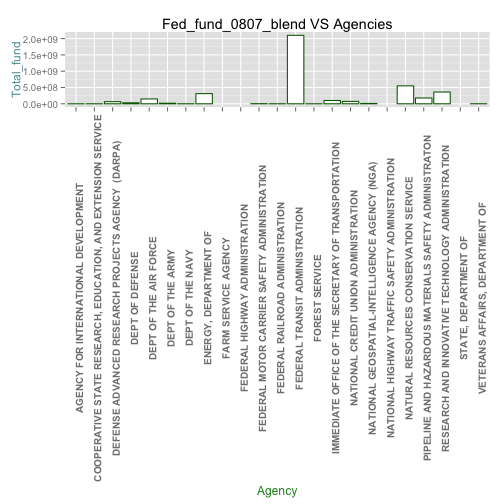 Fed_fund_0807_blend VS Agencies
Total_fund
2.0e+09
1.5e+09
1.0e+09
5.0e+08
0.0e+00
AGENCY FOR INTERNATIONAL DEVELOPMENT
COOPERATIVE STATE RESEARCH, EDUCATION, AND EXTENSION SERVICE
DEFENSE ADVANCED RESEARCH PROJECTS AGENCY (DARPA)
DEPT OF DEFENSE
DEPT OF THE AIR FORCE
DEPT OF THE ARMY
DEPT OF THE NAVY
ENERGY, DEPARTMENT OF
FARM SERVICE AGENCY
FEDERAL HIGHWAY ADMINISTRATION
FEDERAL MOTOR CARRIER SAFETY ADMINISTRATION
FEDERAL RAILROAD ADMINISTRATION
FEDERAL TRANSIT ADMINISTRATION
FOREST SERVICE
IMMEDIATE OFFICE OF THE SECRETARY OF TRANSPORTATION
NATIONAL CREDIT UNION ADMINISTRATION
NATIONAL GEOSPATIAL-INTELLIGENCE AGENCY (NGA)
NATIONAL HIGHWAY TRAFFIC SAFETY ADMINISTRATION
NATURAL RESOURCES CONSERVATION SERVICE
PIPELINE AND HAZARDOUS MATERIALS SAFETY ADMINISTRATON
RESEARCH AND INNOVATIVE TECHNOLOGY ADMINISTRATION
STATE, DEPARTMENT OF
VETERANS AFFAIRS, DEPARTMENT OF
Agency